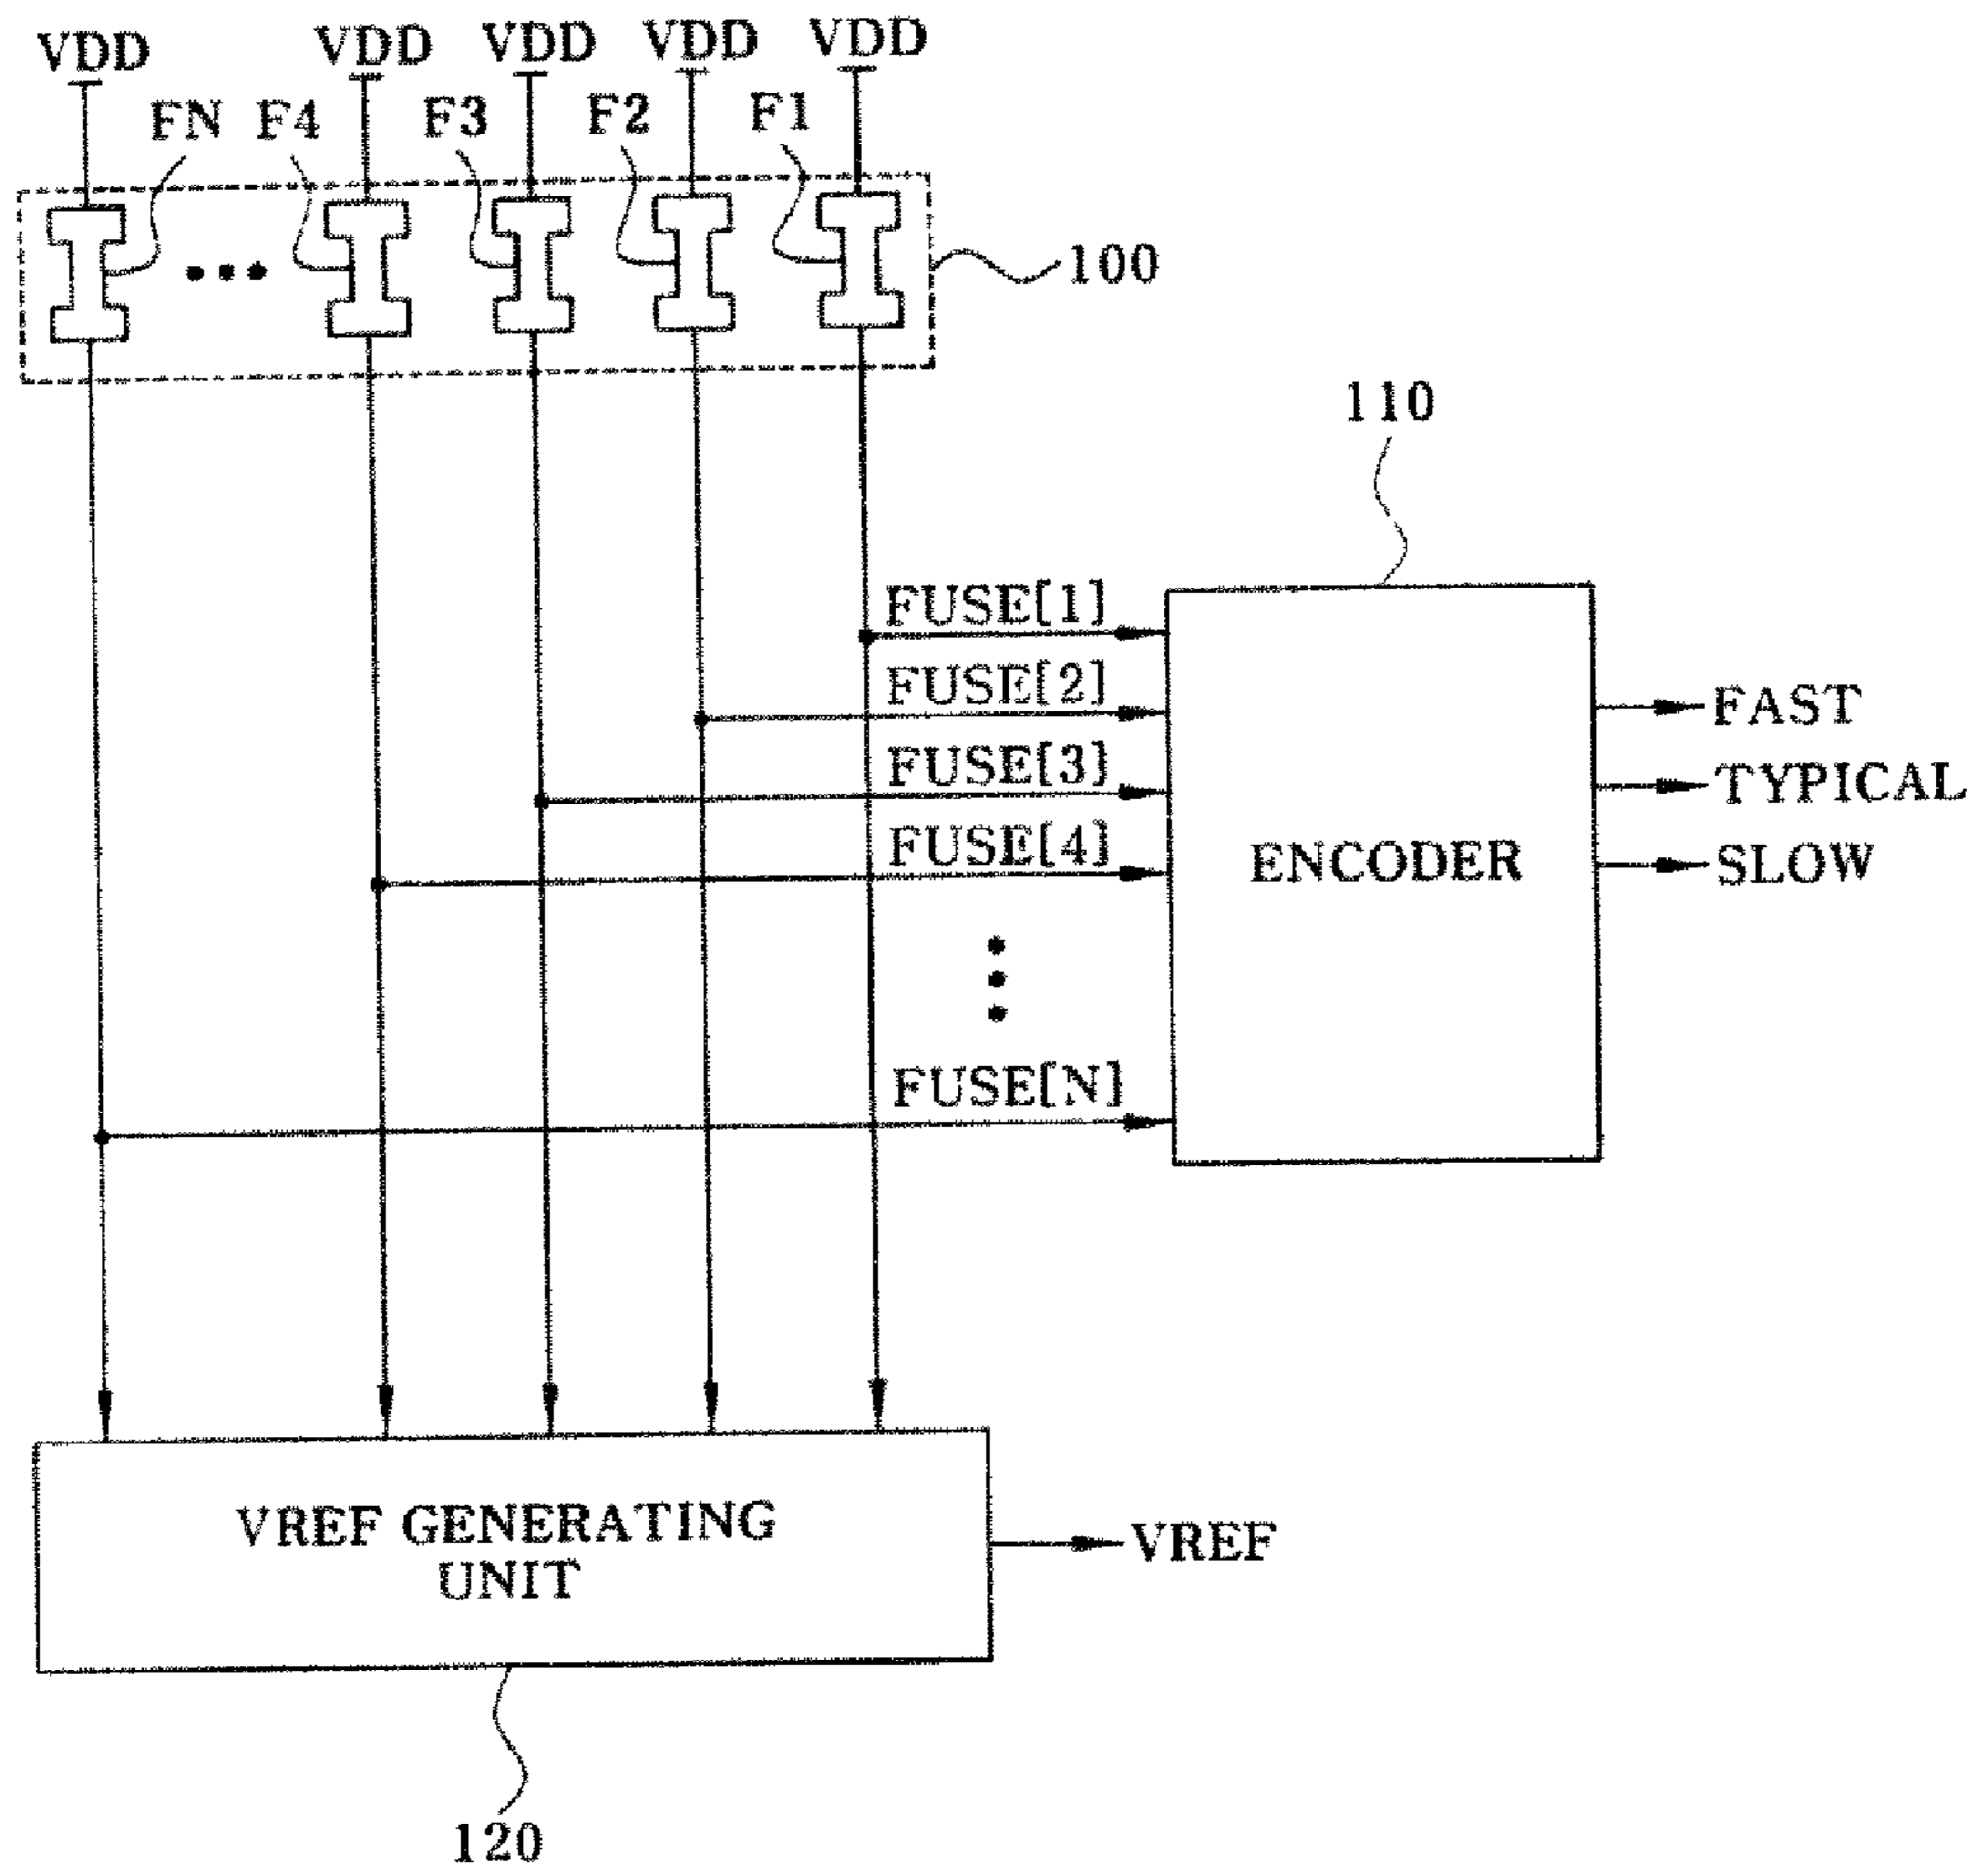 VDD VDD VDD VDD VDD
FN F4 F3 F2 F1
100
110
FUSE[1]
FUSE[2]
FUSE[3]
FUSE[4]
FUSE[N]
ENCODER
FAST
TYPICAL
SLOW
VREF GENERATING
UNIT
VREF
120